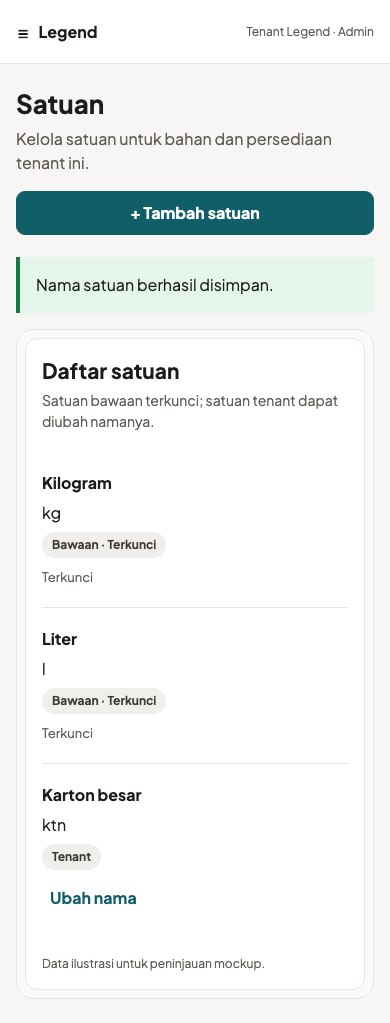 ≡ Legend
Tenant Legend · Admin
Satuan
Kelola satuan untuk bahan dan persediaan
tenant ini.
+ Tambah satuan
Nama satuan berhasil disimpan.
Daftar satuan
Satuan bawaan terkunci; satuan tenant dapat
diubah namanya.
Kilogram
kg
Bawaan · Terkunci
Terkunci
Liter
l
Bawaan · Terkunci
Terkunci
Karton besar
ktn
Tenant
Ubah nama
Data ilustrasi untuk peninjauan mockup.